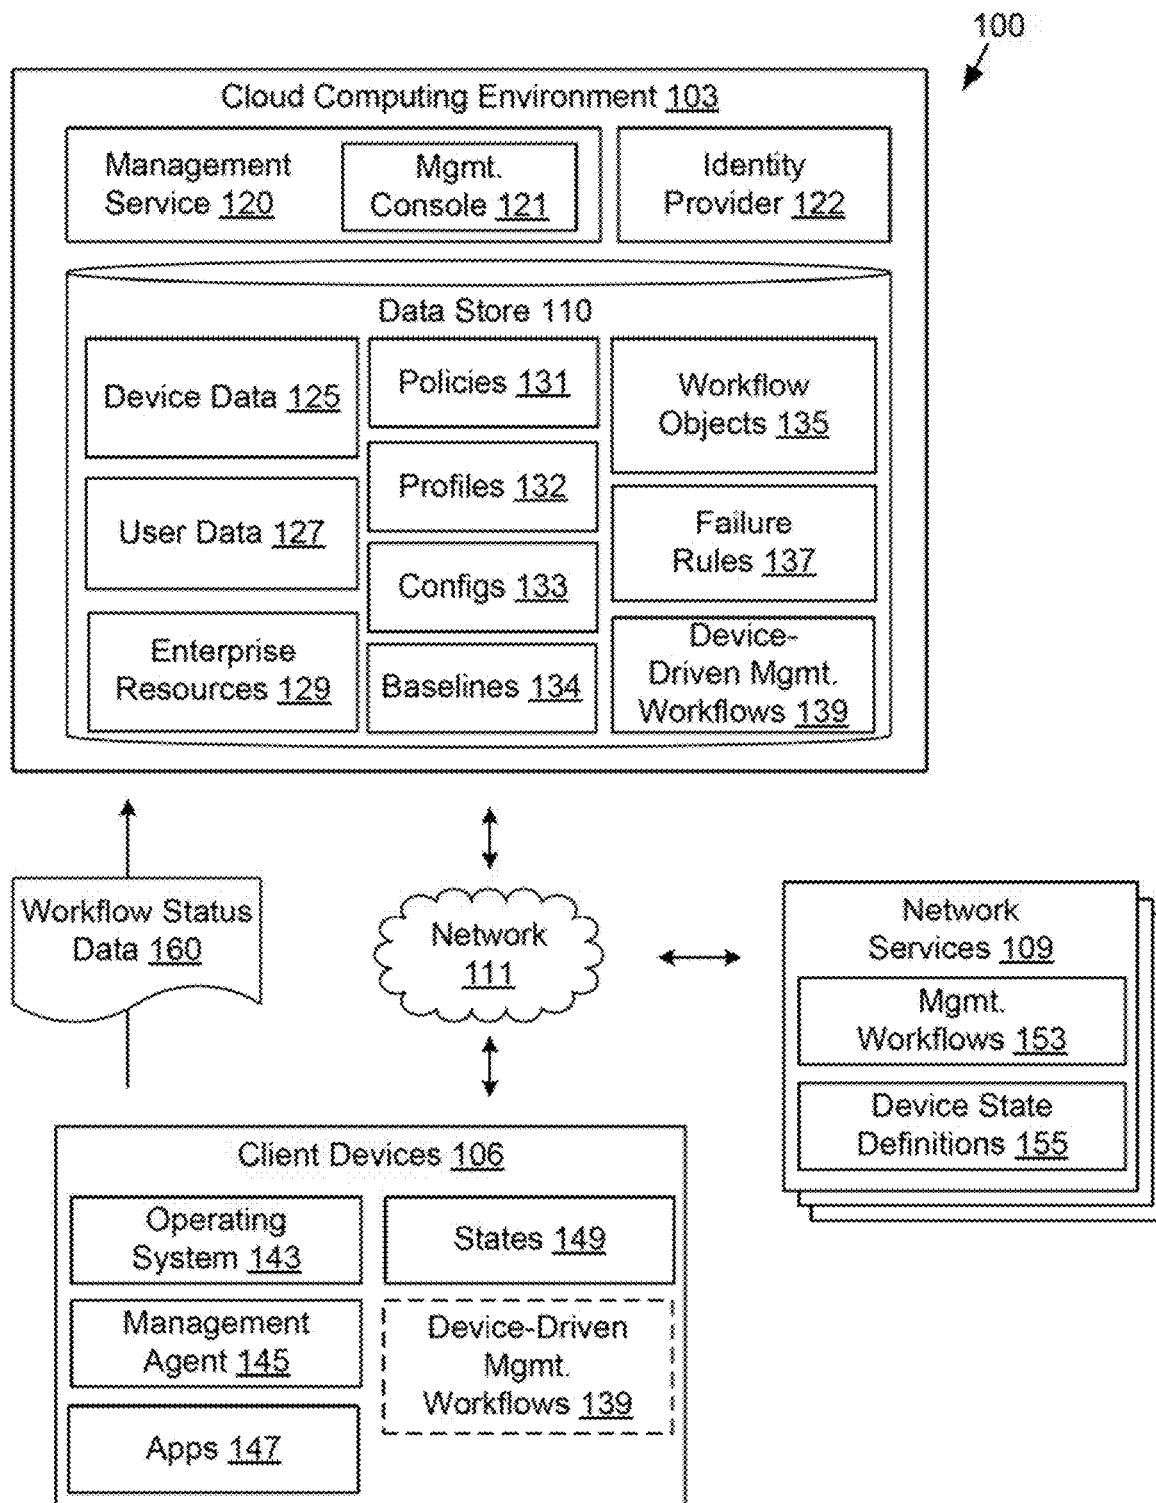 100
Cloud Computing Environment 103
Management
Service 120
Mgmt.
Console 121
Identity
Provider 122
Data Store 110
Device Data 125
User Data 127
Enterprise
Resources 129
Policies 131
Profiles 132
Configs 133
Baselines 134
Workflow
Objects 135
Failure
Rules 137
Device-
Driven Mgmt.
Workflows 139
Workflow Status
Data 160
Network
111
Network
Services 109
Mgmt.
Workflows 153
Device State
Definitions 155
Client Devices 106
Operating
System 143
Management
Agent 145
Apps 147
States 149
Device-Driven
Mgmt.
Workflows 139